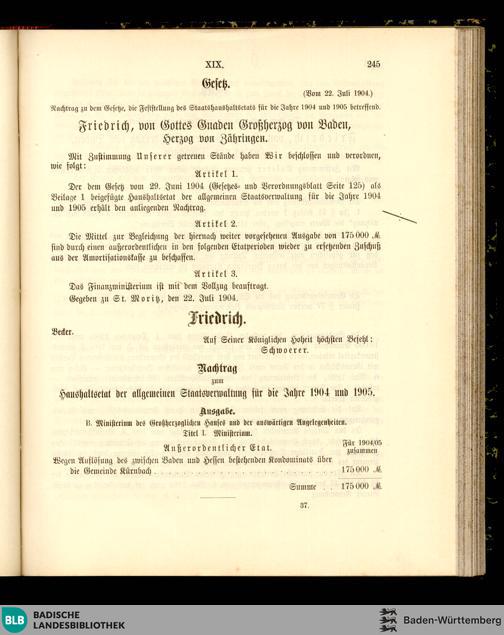 XIX. 245
Gesetz.
(Vom 22. Juli 1904.)
Nachtrag zu dem Gesetze, die Feststellung des Staatshaushaltsetats für die Jahre 1904 und 1905 betreffend.
Friedrich, von Gottes Gnaden Großherzog von Baden,
Herzog von Zähringen.
Mit Zustimmung Unserer getreuen Stände haben Wir beschlossen und verordnen,
wie folgt:
Artikel 1.
Der dem Gesetz vom 29. Juni 1904 (Gesetzes- und Verordnungsblatt Seite 125) als
Beilage 1 beigefügte Haushaltsetat der allgemeinen Staatsverwaltung für die Jahre 1904
und 1905 erhält den anliegenden Nachtrag.
Artikel 2.
Die Mittel zur Begleichung der hiernach weiter vorgesehenen Ausgabe von 175 000 ℳ
sind durch einen außerordentlichen in den folgenden Etatperioden wieder zu ersetzenden Zuschuß
aus der Amortisationskasse zu beschaffen.
Artikel 3.
Das Finanzministerium ist mit dem Vollzug beauftragt.
Gegeben zu St. Moritz, den 22. Juli 1904.
Friedrich.
Becker.
Auf Seiner Königlichen Hoheit höchsten Befehl:
Schwoerer.
Nachtrag
zum
Haushaltsetat der allgemeinen Staatsverwaltung für die Jahre 1904 und 1905.
Ausgabe.
B. Ministerium des Großherzoglichen Hauses und der auswärtigen Angelegenheiten.
Titel I. Ministerium.
Außerordentlicher Etat.
Für 1904/05
zusammen
Wegen Auflösung des zwischen Baden und Hessen bestehenden Kondominats über
die Gemeinde Kürnbach . . . . . . . . . . . . . . . . . . . . 175 000 ℳ
Summe . . 175 000 ℳ
37.
BLB BADISCHE
LANDESBIBLIOTHEK
Baden-Württemberg